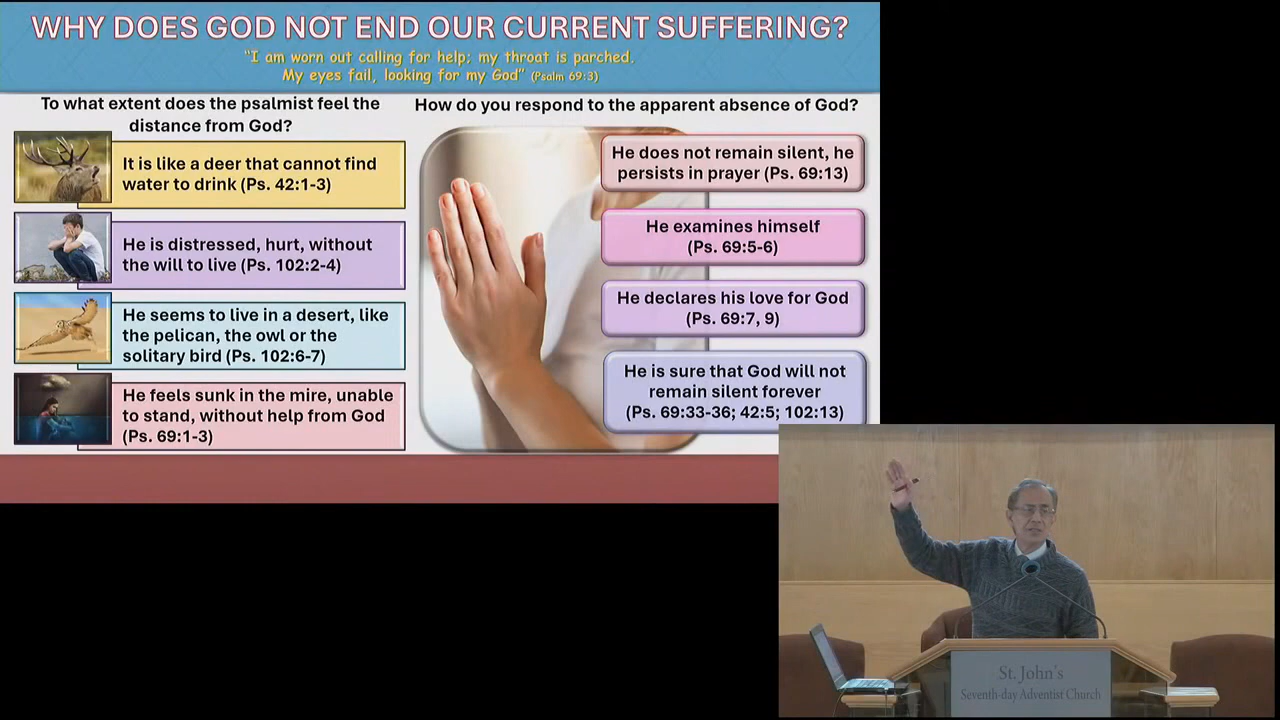 WHY DOES GOD NOT END OUR CURRENT SUFFERING?
"I am worn out calling for help; my throat is parched.
My eyes fail, looking for my God" (Psalm 69:3)
To what extent does the psalmist feel the
distance from God?
It is like a deer that cannot find
water to drink (Ps. 42:1-3)
He is distressed, hurt, without
the will to live (Ps. 102:2-4)
He seems to live in a desert, like
the pelican, the owl or the
solitary bird (Ps. 102:6-7)
He feels sunk in the mire, unable
to stand, without help from God
(Ps. 69:1-3)
How do you respond to the apparent absence of God?
He does not remain silent, he
persists in prayer (Ps. 69:13)
He examines himself
(Ps. 69:5-6)
He declares his love for God
(Ps. 69:7, 9)
He is sure that God will not
remain silent forever
(Ps. 69:33-36; 42:5; 102:13)
St. John's
Seventh-day Adventist Church